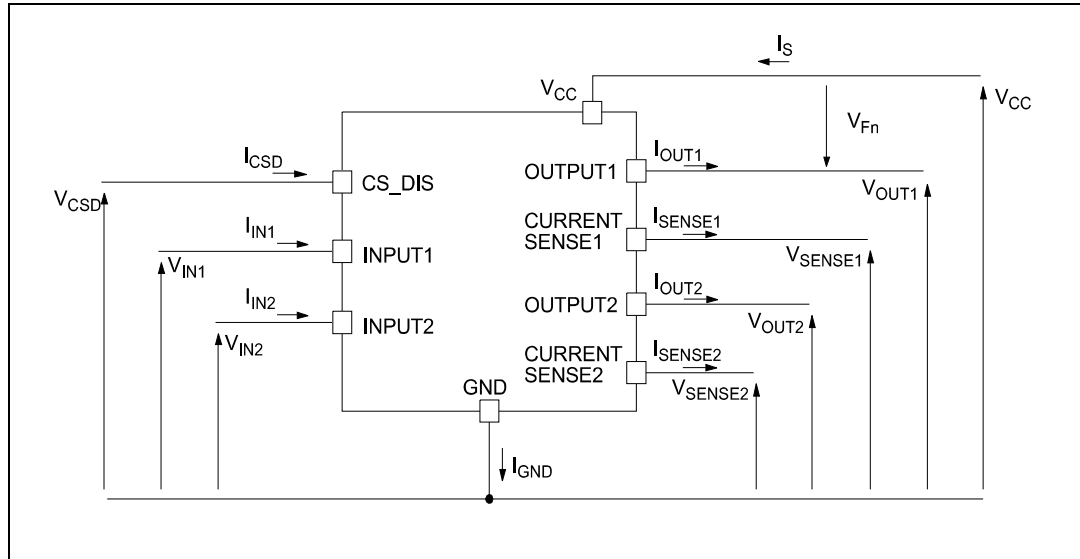 I_S
V_CC
V_CC
V_Fn
I_CSD
I_OUT1
CS_DIS
OUTPUT1
V_CSD
V_OUT1
I_IN1
CURRENT
SENSE1
I_SENSE1
INPUT1
V_IN1
V_SENSE1
I_IN2
I_OUT2
INPUT2
OUTPUT2
V_IN2
V_OUT2
CURRENT
SENSE2
I_SENSE2
V_SENSE2
GND
I_GND